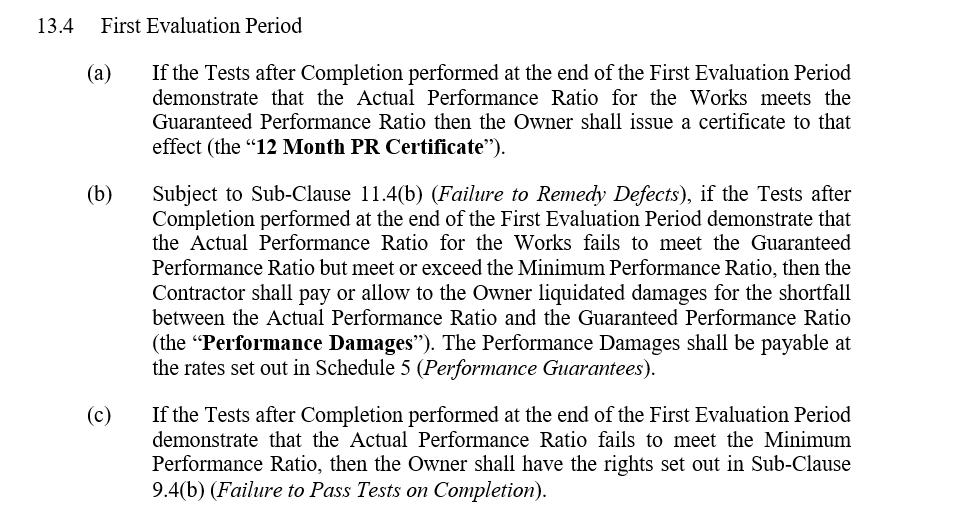 13.4 First Evaluation Period
(a) If the Tests after Completion performed at the end of the First Evaluation Period
demonstrate that the Actual Performance Ratio for the Works meets the
Guaranteed Performance Ratio then the Owner shall issue a certificate to that
effect (the “12 Month PR Certificate”).
(b) Subject to Sub-Clause 11.4(b) (Failure to Remedy Defects), if the Tests after
Completion performed at the end of the First Evaluation Period demonstrate that
the Actual Performance Ratio for the Works fails to meet the Guaranteed
Performance Ratio but meet or exceed the Minimum Performance Ratio, then the
Contractor shall pay or allow to the Owner liquidated damages for the shortfall
between the Actual Performance Ratio and the Guaranteed Performance Ratio
(the “Performance Damages”). The Performance Damages shall be payable at
the rates set out in Schedule 5 (Performance Guarantees).
(c) If the Tests after Completion performed at the end of the First Evaluation Period
demonstrate that the Actual Performance Ratio fails to meet the Minimum
Performance Ratio, then the Owner shall have the rights set out in Sub-Clause
9.4(b) (Failure to Pass Tests on Completion).